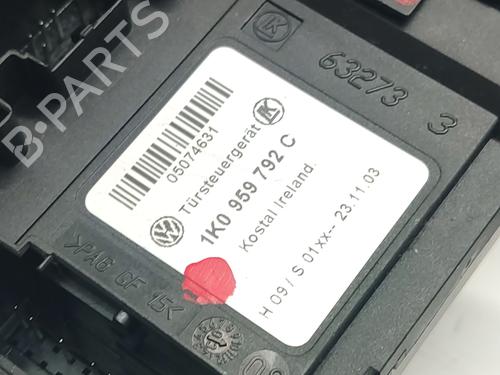 05074631
Türsteuergerät
1K0 959 792 C
Kostal Ireland.
H 09 / S 01xx-- 23.11.03
63273 3
>PA6 GF 15<
B-PARTS